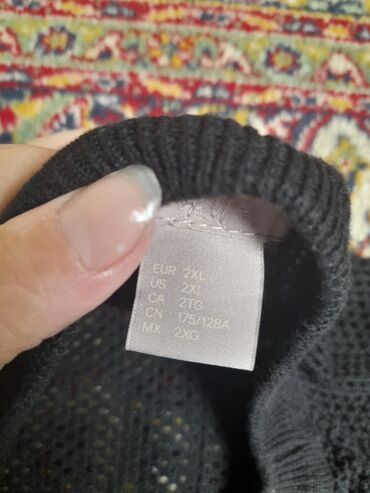 EUR 2XL
US 2XL
CA 2TG
CN 175/128A
MX 2XG